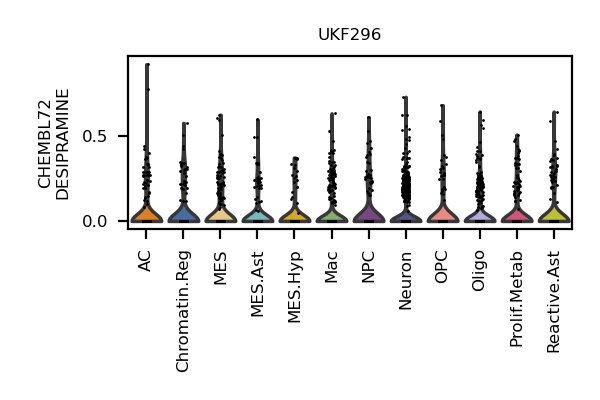 UKF296
CHEMBL72
DESIPRAMINE
0.5
0.0
AC
Chromatin.Reg
MES
MES.Ast
MES.Hyp
Mac
NPC
Neuron
OPC
Oligo
Prolif.Metab
Reactive.Ast